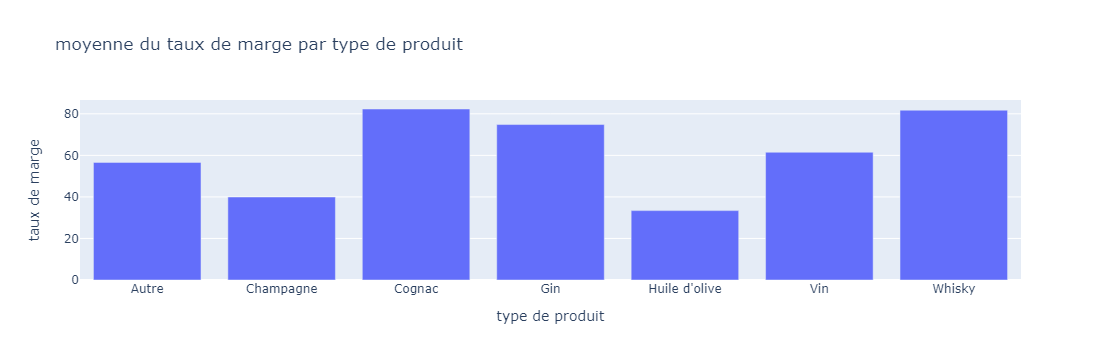 moyenne du taux de marge par type de produit
taux de marge
80
60
40
20
0
Autre Champagne Cognac Gin Huile d'olive Vin Whisky
type de produit